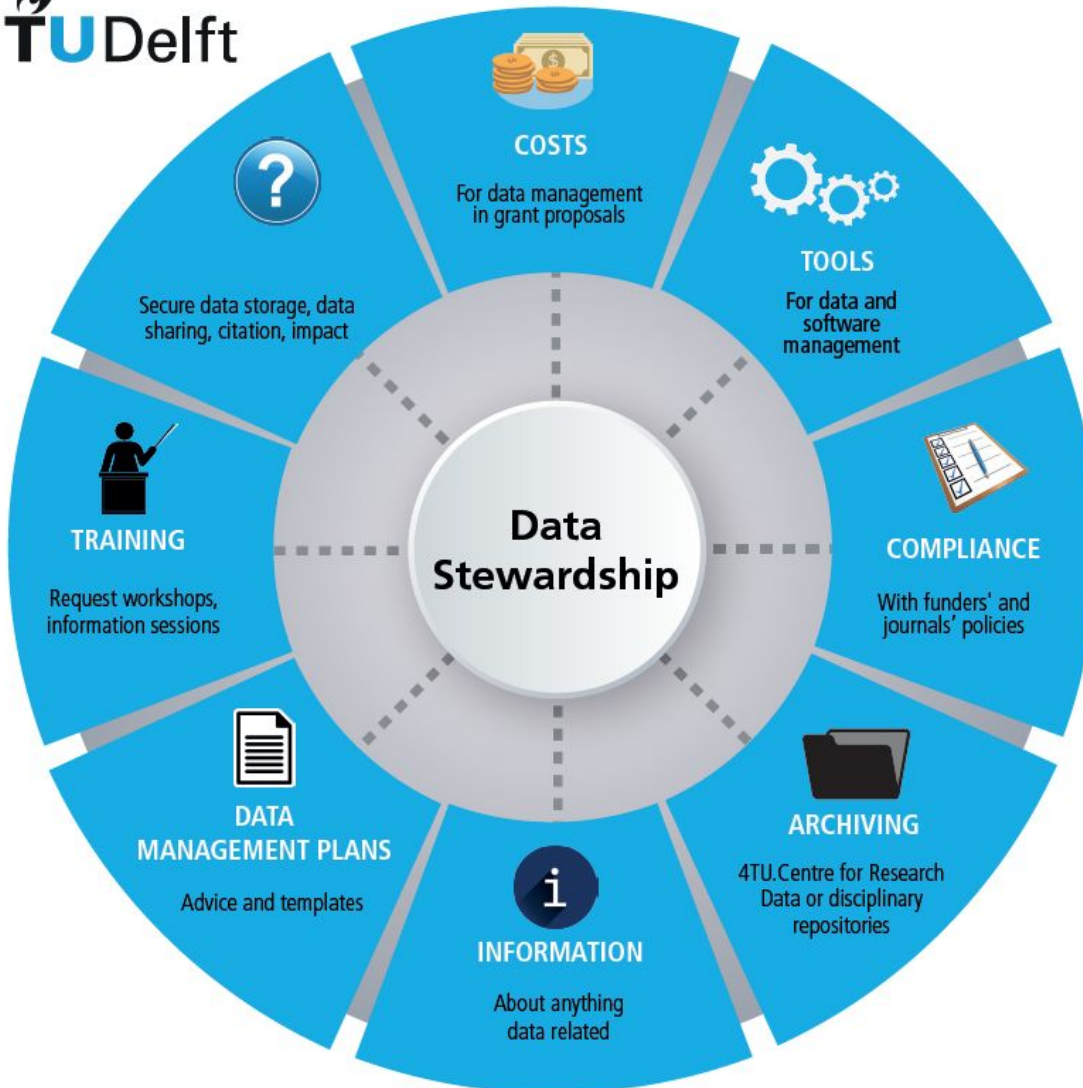 TUDelft
COSTS
For data management
in grant proposals
TOOLS
For data and
software
management
COMPLIANCE
With funders' and
journals’ policies
ARCHIVING
4TU.Centre for Research
Data or disciplinary
repositories
i
INFORMATION
About anything
data related
DATA
MANAGEMENT PLANS
Advice and templates
TRAINING
Request workshops,
information sessions
?
Secure data storage, data
sharing, citation, impact
Data
Stewardship